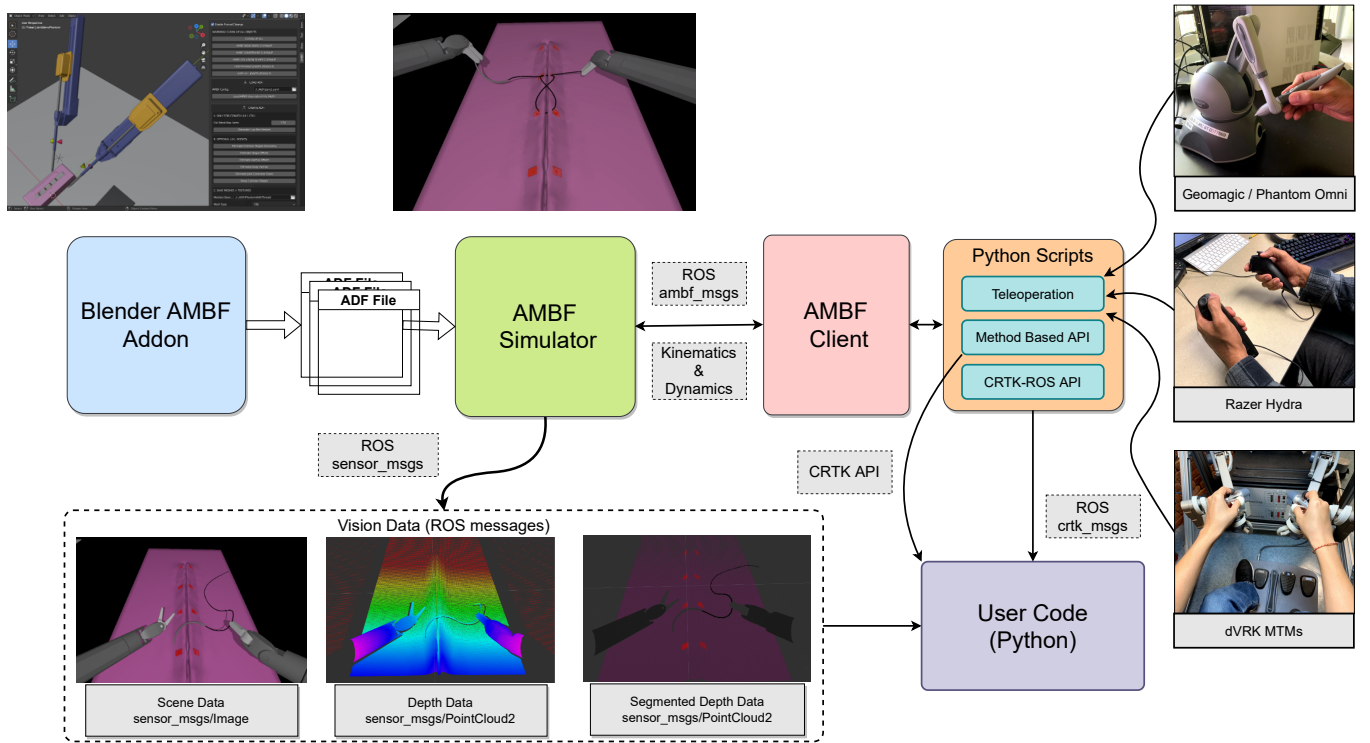 Geomagic / Phantom Omni
Blender AMBF
Addon
ADF File
ADF File
ADF File
AMBF
Simulator
ROS
ambf_msgs
Kinematics
&
Dynamics
AMBF
Client
Python Scripts
Teleoperation
Method Based API
CRTK-ROS API
Razer Hydra
ROS
sensor_msgs
CRTK API
ROS
crtk_msgs
Vision Data (ROS messages)
Scene Data
sensor_msgs/Image
Depth Data
sensor_msgs/PointCloud2
Segmented Depth Data
sensor_msgs/PointCloud2
User Code
(Python)
dVRK MTMs